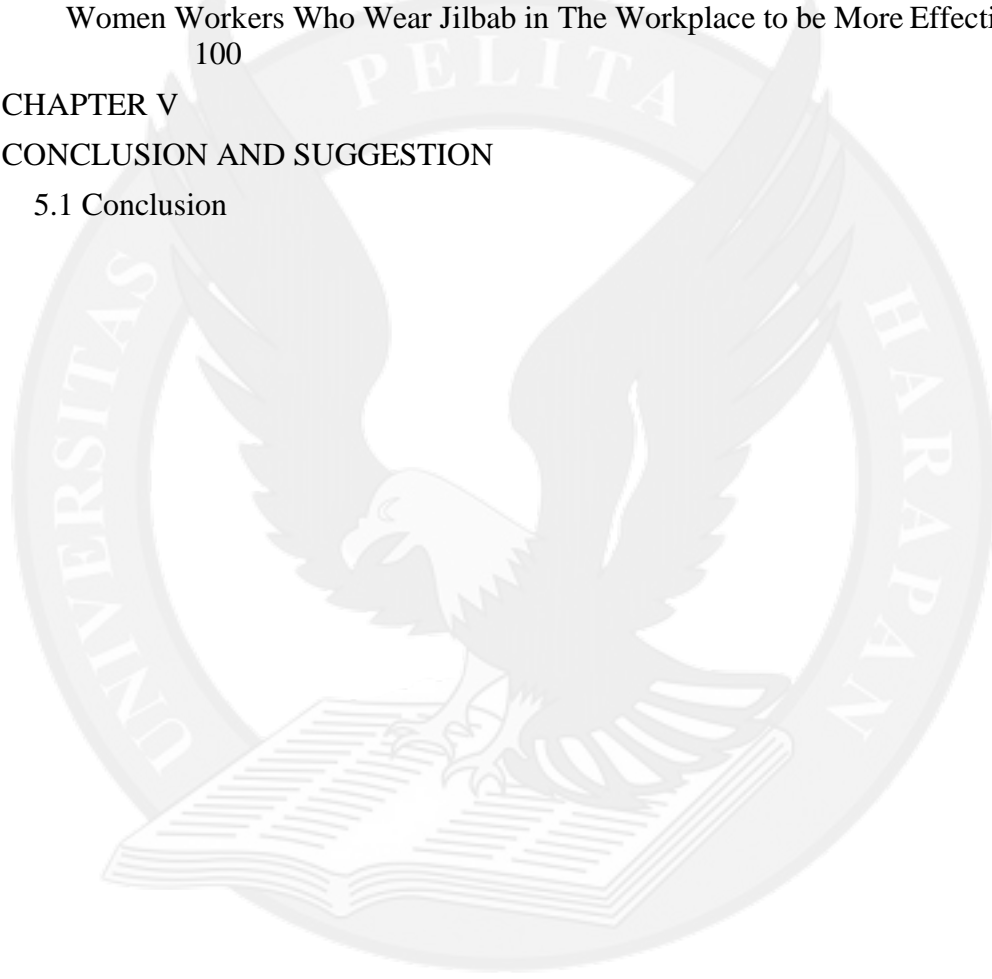 Women Workers Who Wear Jilbab in The Workplace to be More Effecti
100
CHAPTER V
CONCLUSION AND SUGGESTION
5.1 Conclusion
UNIVERSITAS PELITA HARAPAN